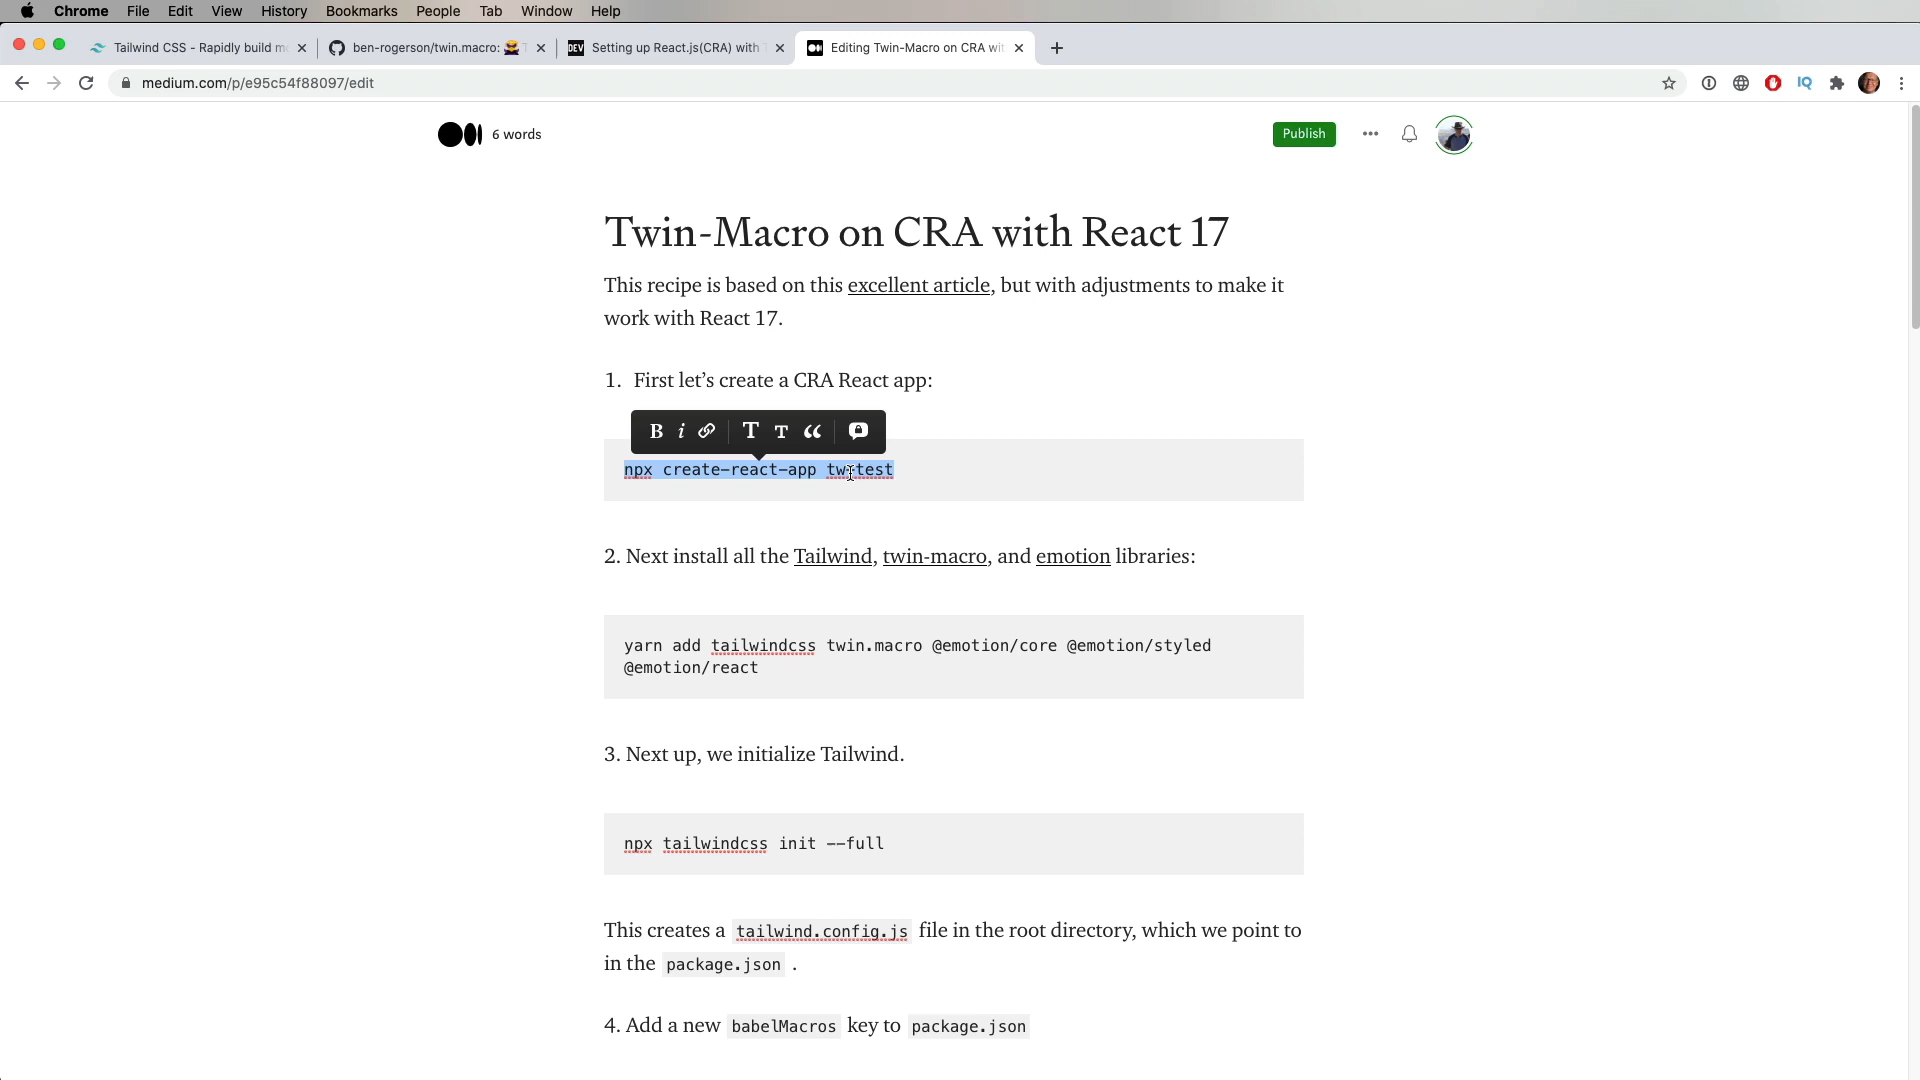 Chrome File Edit View History Bookmarks People Tab Window Help
Tailwind CSS - Rapidly build m
ben-rogerson/twin.macro:
DEV Setting up React.js(CRA) with
Editing Twin-Macro on CRA wit
medium.com/p/e95c54f88097/edit
IQ
6 words
Publish
Twin-Macro on CRA with React 17
This recipe is based on this excellent article, but with adjustments to make it
work with React 17.
1. First let’s create a CRA React app:
B i T T
npx create-react-app tw-test
2. Next install all the Tailwind, twin-macro, and emotion libraries:
yarn add tailwindcss twin.macro @emotion/core @emotion/styled
@emotion/react
3. Next up, we initialize Tailwind.
npx tailwindcss init --full
This creates a tailwind.config.js file in the root directory, which we point to
in the package.json .
4. Add a new babelMacros key to package.json